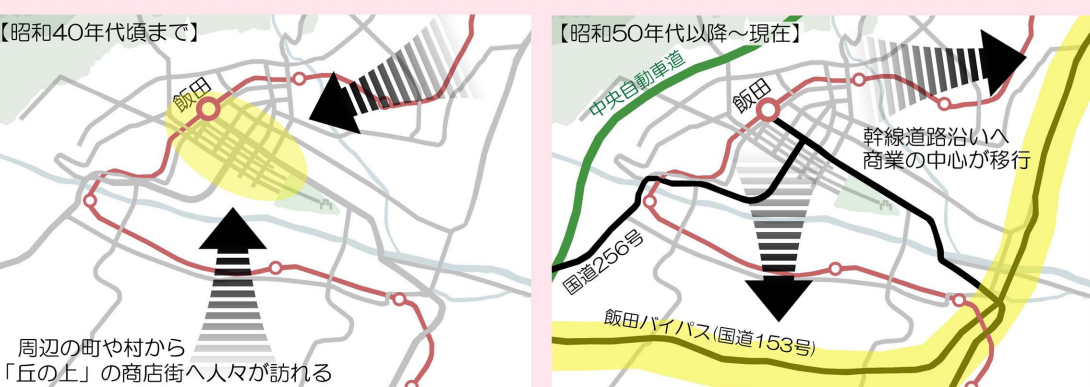 【昭和40年代頃まで】
飯田
周辺の町や村から
「丘の上」の商店街へ人々が訪れる
【昭和50年代以降～現在】
中央自動車道
飯田
幹線道路沿いへ
商業の中心が移行
国道256号
飯田バイパス(国道153号)